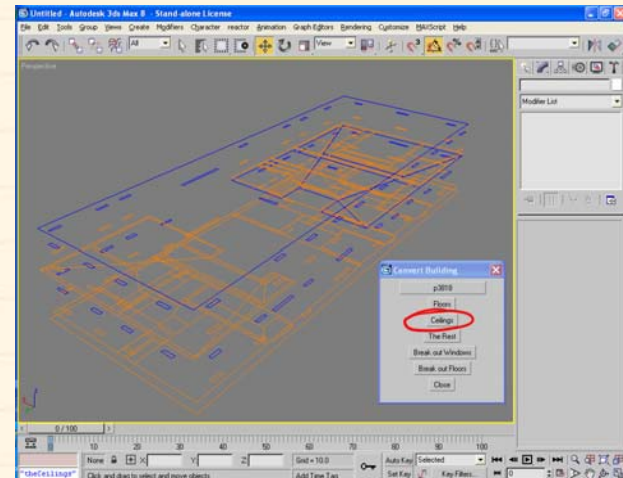 Untitled - Autodesk 3ds Max 8 - Stand-alone License
File Edit Tools Group Views Create Modifiers Character reactor Animation Graph Editors Rendering Customize MAXScript Help
All
View
Perspective
Modifier List
Convert Building
p3018
Floors
Ceilings
The Rest
Break out Windows
Break out Floors
Close
0 / 100
0 10 20 30 40 50 60 70 80 90 100
None X Y Z Grid = 10.0 Auto Key Selected
"theCeilings" Click and drag to select and move objects Add Time Tag Set Key Key Filters... 0